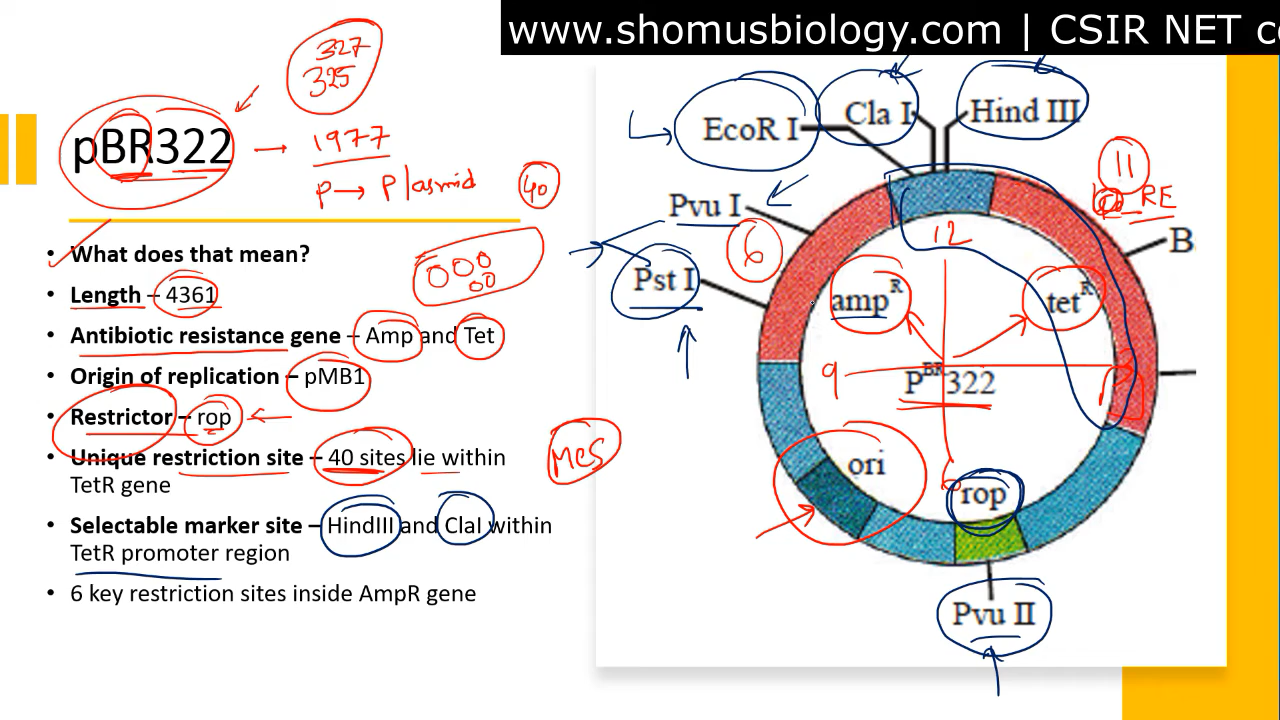 www.shomusbiology.com | CSIR NET co
327
325
pBR322 → 1977
p → Plasmid
40
• What does that mean?
• Length – 4361
• Antibiotic resistance gene – Amp and Tet
• Origin of replication – pMB1
• Restrictor – rop
• Unique restriction site – 40 sites lie within
TetR gene
• Selectable marker site – HindIII and ClaI within
TetR promoter region
• 6 key restriction sites inside AmpR gene
MCS
EcoR I
Cla I
Hind III
11
RE
Pvu I
6
12
B
Pst I
amp^R
tet^R
9
P^BR322
ori
6
rop
Pvu II